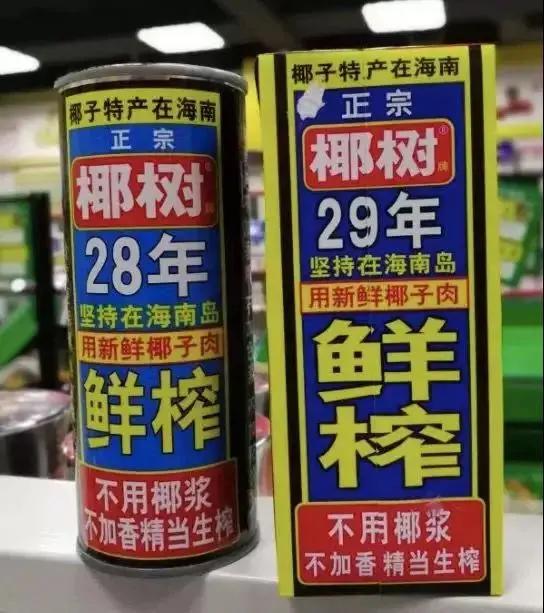 椰子特产在海南
正宗
椰树®牌
28年
坚持在海南岛
用新鲜椰子肉
鲜榨
不用椰浆
不加香精当生榨
椰子特产在海南
正宗
椰树®牌
29年
坚持在海南岛
用新鲜椰子肉
鲜
榨
不用椰浆
不加香精当生榨